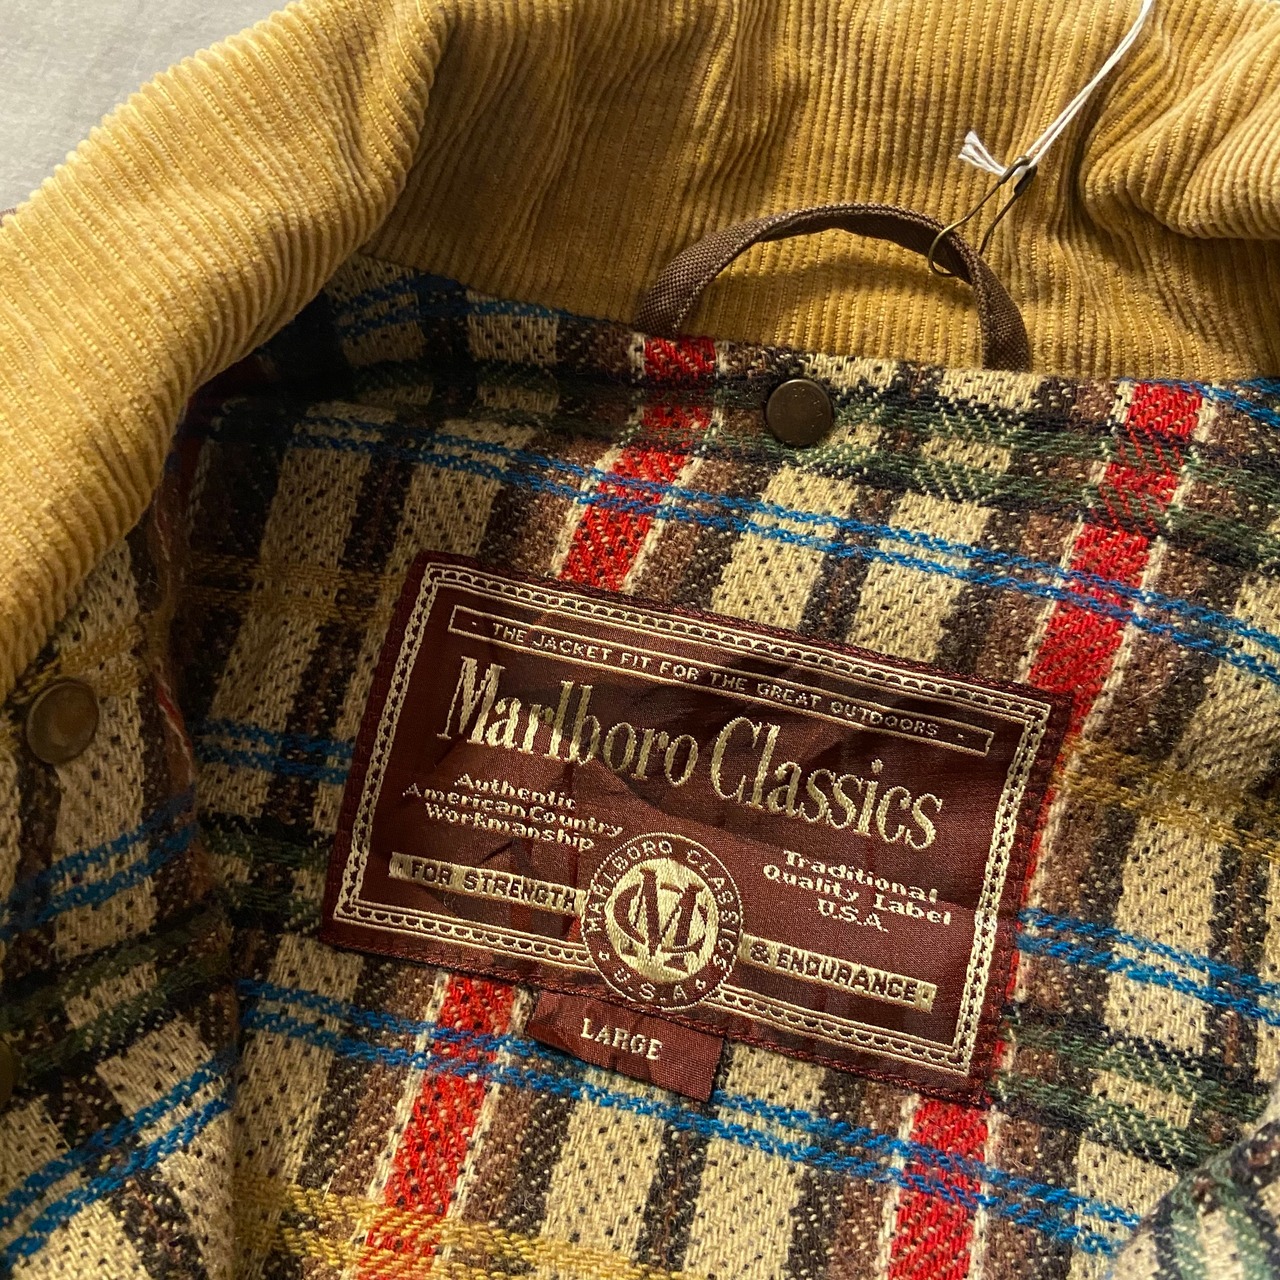 - THE JACKET FIT FOR THE GREAT OUTDOORS -
Marlboro Classics
Authentic
American Country
Workmanship
Traditional
Quality Label
U.S.A.
FOR STRENGTH
& ENDURANCE
MARLBORO CLASSICS
MC
U.S.A
LARGE